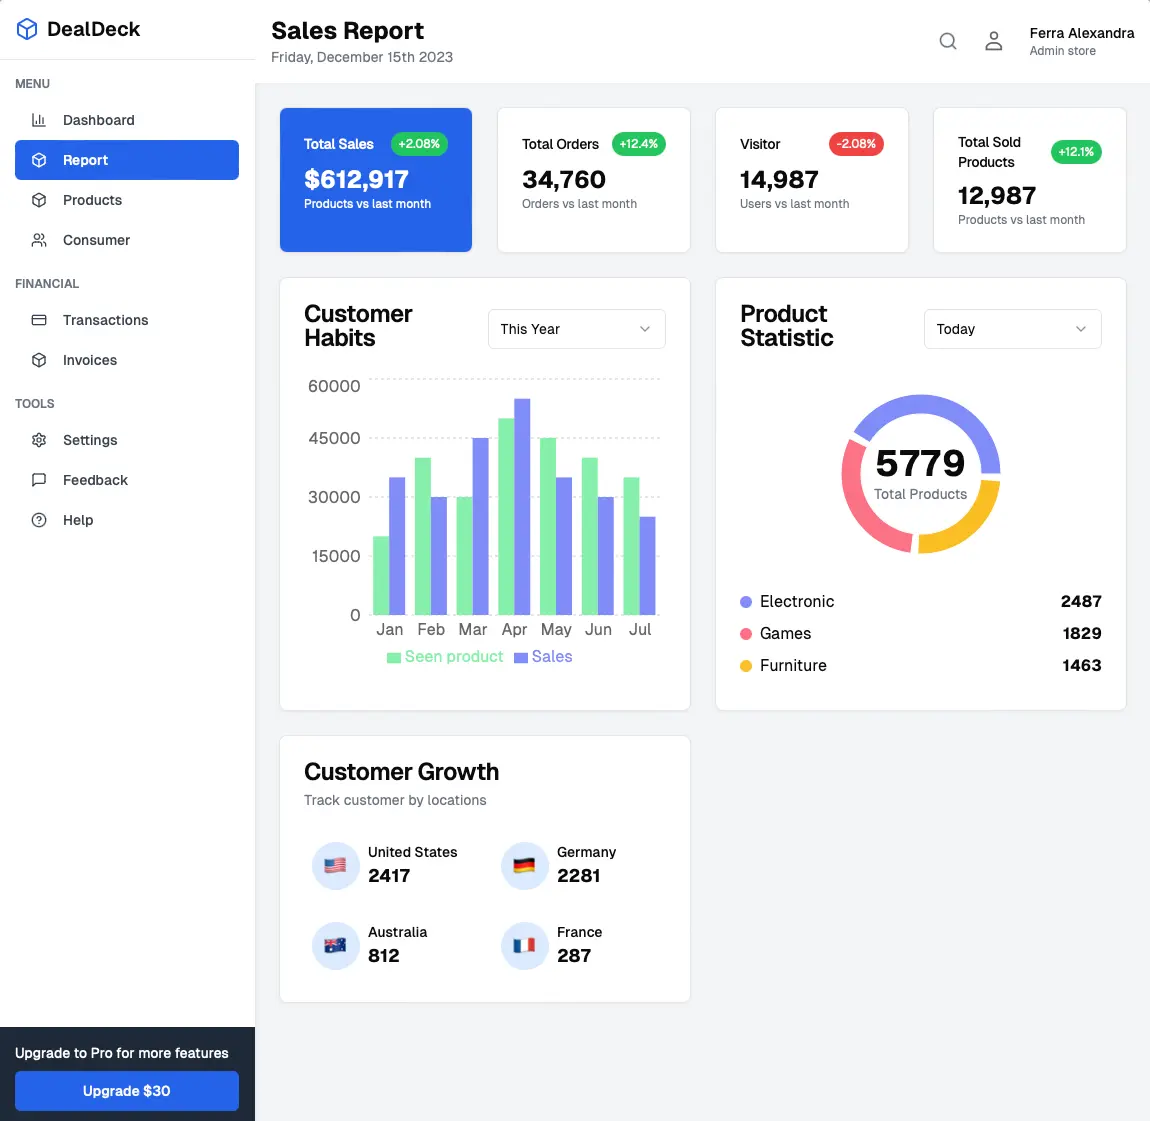 DealDeck
MENU
Dashboard
Report
Products
Consumer
FINANCIAL
Transactions
Invoices
TOOLS
Settings
Feedback
Help
Upgrade to Pro for more features
Upgrade $30
Sales Report
Friday, December 15th 2023
Ferra Alexandra
Admin store
Total Sales
+2.08%
$612,917
Products vs last month
Total Orders
+12.4%
34,760
Orders vs last month
Visitor
-2.08%
14,987
Users vs last month
Total Sold
Products
+12.1%
12,987
Products vs last month
Customer
Habits
This Year
60000
45000
30000
15000
0
Jan Feb Mar Apr May Jun Jul
Seen product Sales
Product
Statistic
Today
5779
Total Products
Electronic 2487
Games 1829
Furniture 1463
Customer Growth
Track customer by locations
United States
2417
Germany
2281
Australia
812
France
287